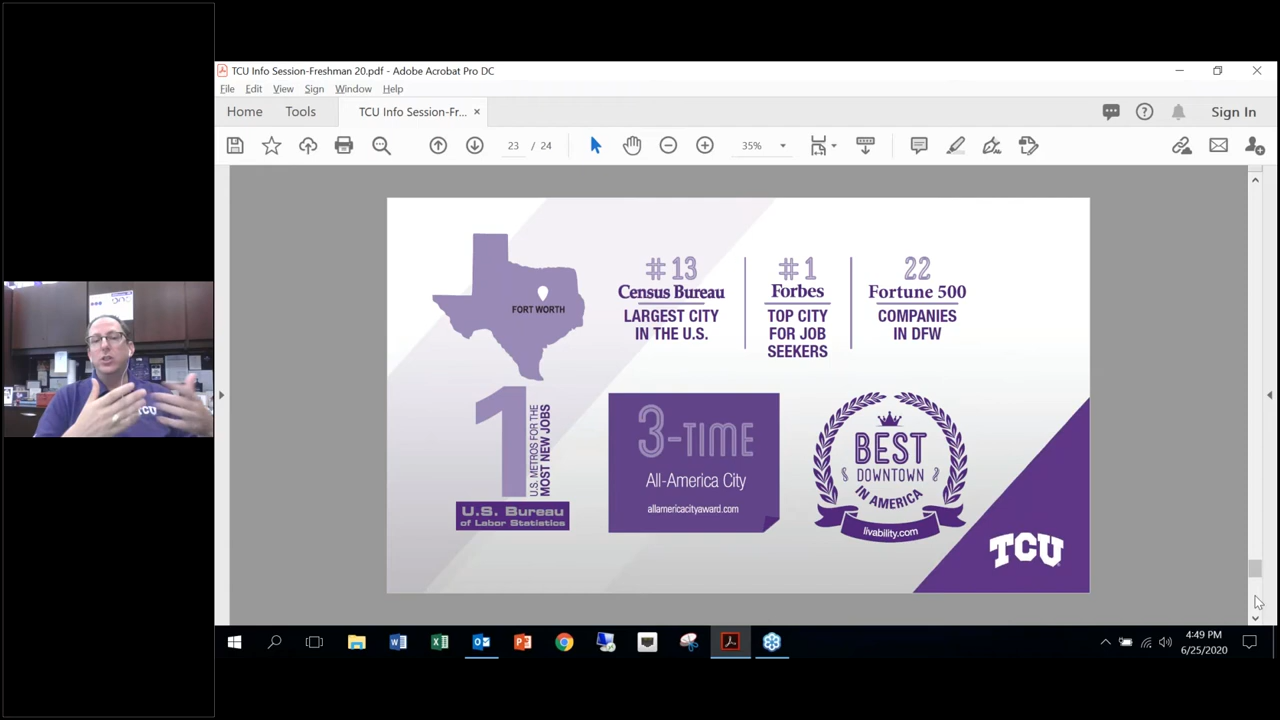 TCU Info Session-Freshman 20.pdf - Adobe Acrobat Pro DC
File Edit View Sign Window Help
Home Tools TCU Info Session-Fr... × Sign In
23 / 24 35%
FORT WORTH
#13
Census Bureau
LARGEST CITY
IN THE U.S.
#1
Forbes
TOP CITY
FOR JOB
SEEKERS
22
Fortune 500
COMPANIES
IN DFW
1
U.S. METROS FOR THE
MOST NEW JOBS
U.S. Bureau
of Labor Statistics
3-TIME
All-America City
allamericacityaward.com
BEST
DOWNTOWN
IN AMERICA
livability.com
TCU
TCU
4:49 PM
6/25/2020